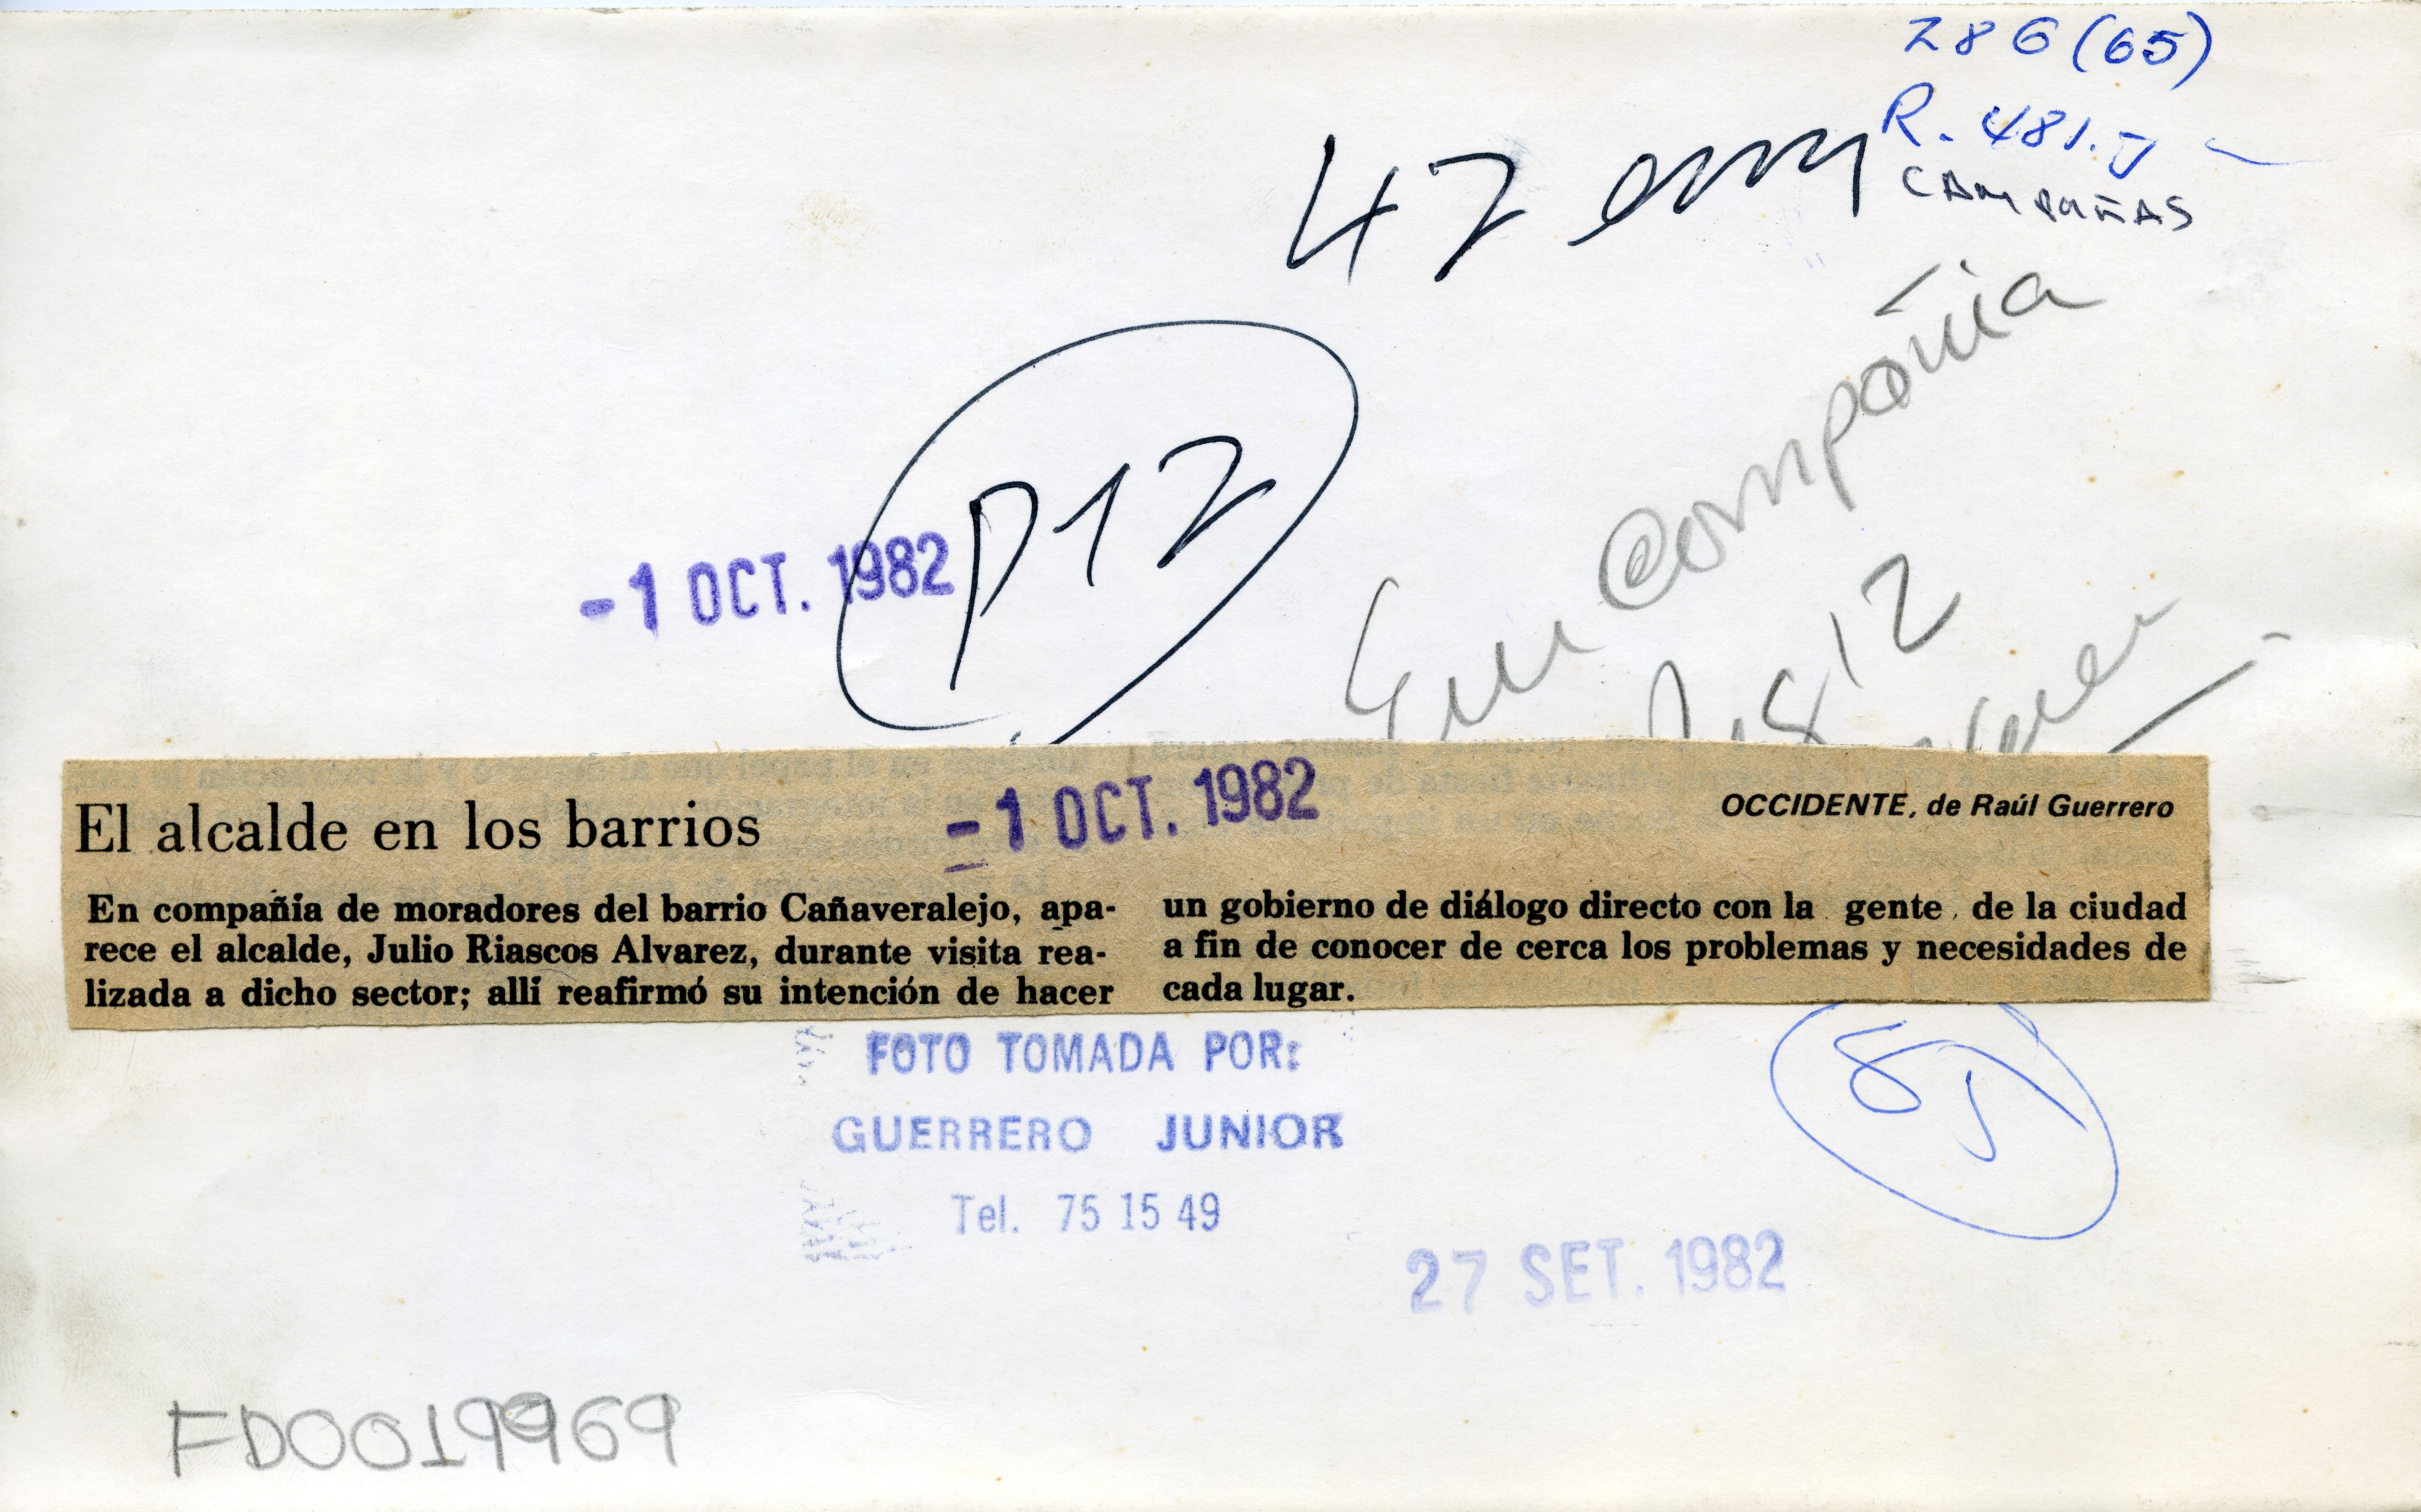 286 (65)
R. 481. J
CAMPAÑAS
47 em
Compañia
P12
-1 OCT. 1982
12
El alcalde en los barrios
-1 OCT. 1982
OCCIDENTE, de Raúl Guerrero
En compañía de moradores del barrio Cañaveralejo, apa-
rece el alcalde, Julio Riascos Alvarez, durante visita rea-
lizada a dicho sector; allí reafirmó su intención de hacer
un gobierno de diálogo directo con la gente de la ciudad
a fin de conocer de cerca los problemas y necesidades de
cada lugar.
FOTO TOMADA POR:
GUERRERO JUNIOR
Tel. 75 15 49
27 SET. 1982
FD0019969